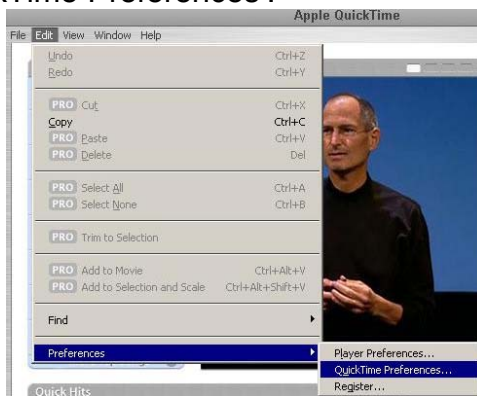 Time Preferences .
Apple QuickTime
File Edit View Window Help
Undo Ctrl+Z
Redo Ctrl+Y
PRO Cut Ctrl+X
Copy Ctrl+C
PRO Paste Ctrl+V
PRO Delete Del
PRO Select All Ctrl+A
PRO Select None Ctrl+B
PRO Trim to Selection
PRO Add to Movie Ctrl+Alt+V
PRO Add to Selection and Scale Ctrl+Alt+Shift+V
Find
Preferences Player Preferences...
QuickTime Preferences...
Register...
Quick Hits